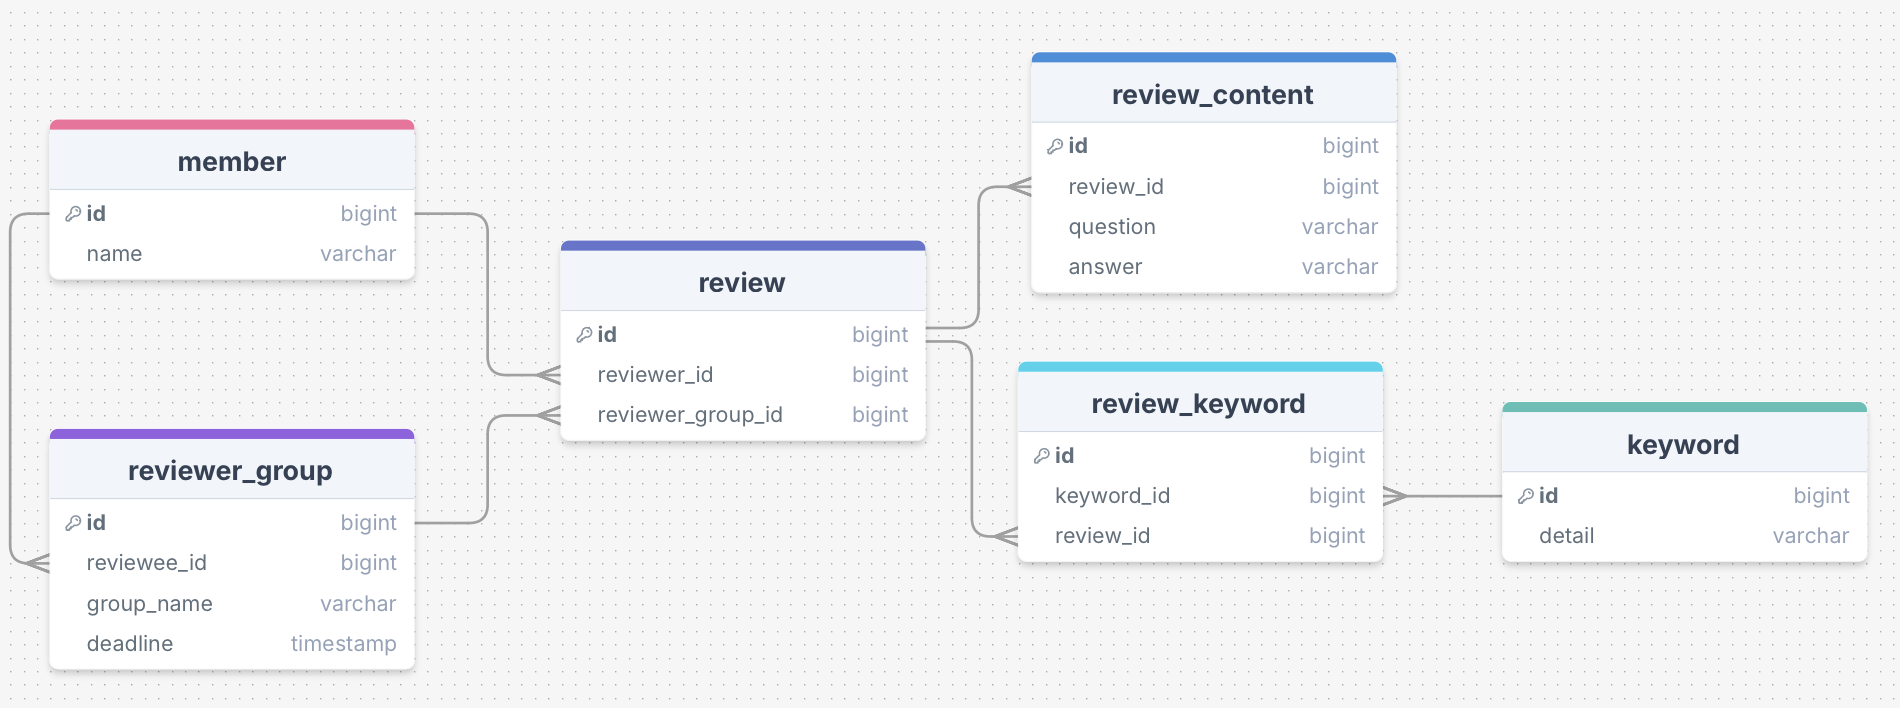 member
id bigint
name varchar
reviewer_group
id bigint
reviewee_id bigint
group_name varchar
deadline timestamp
review
id bigint
reviewer_id bigint
reviewer_group_id bigint
review_content
id bigint
review_id bigint
question varchar
answer varchar
review_keyword
id bigint
keyword_id bigint
review_id bigint
keyword
id bigint
detail varchar